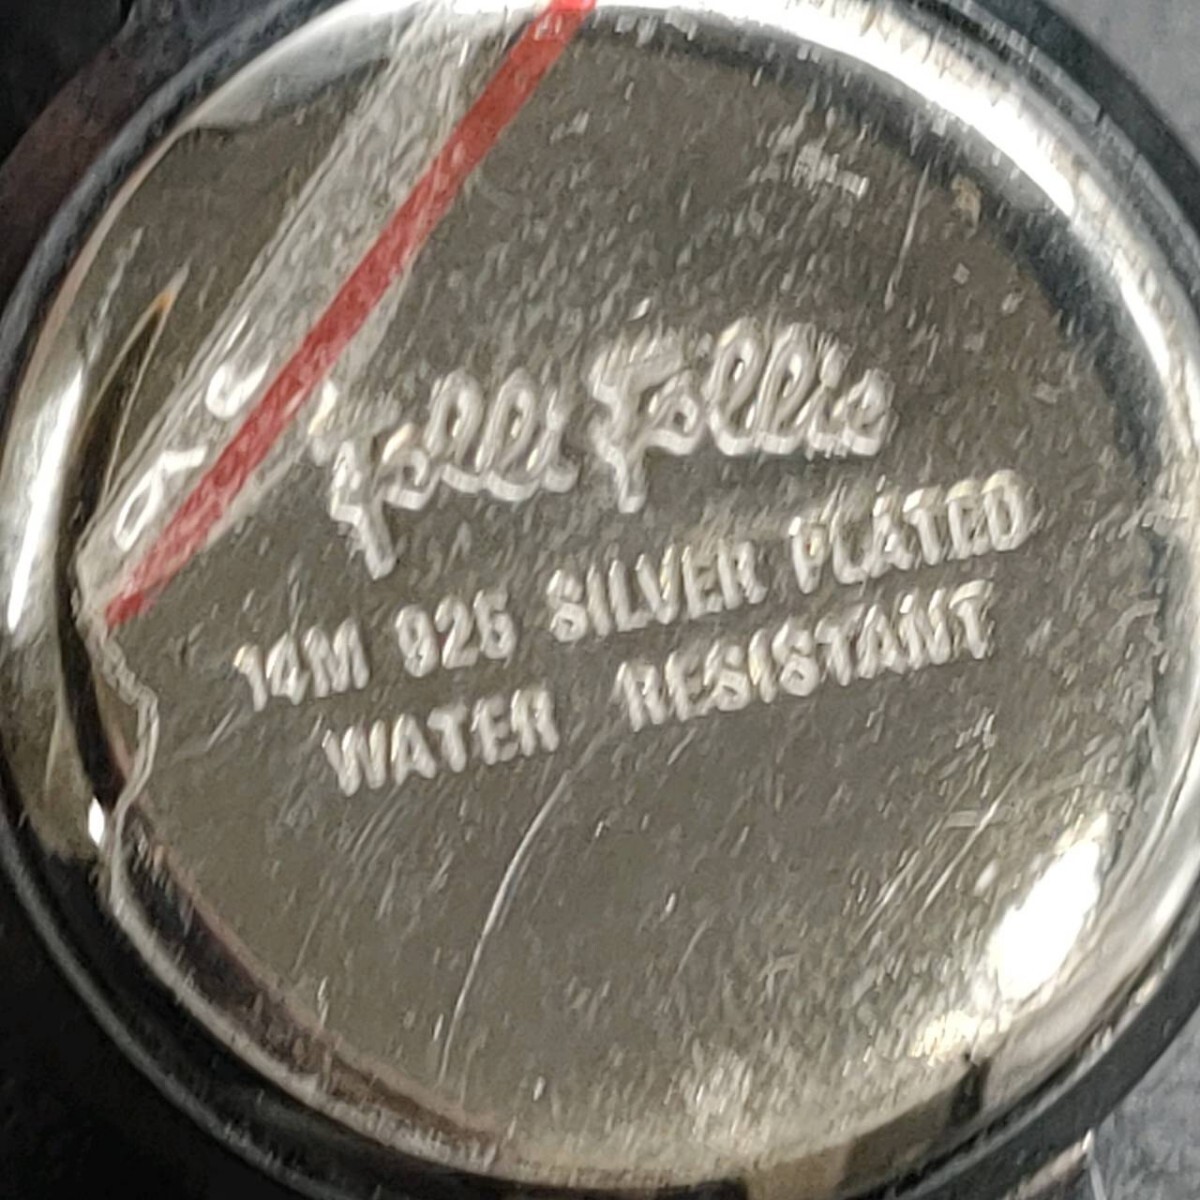 Folli Follie
14M 925 SILVER PLATED
WATER RESISTANT